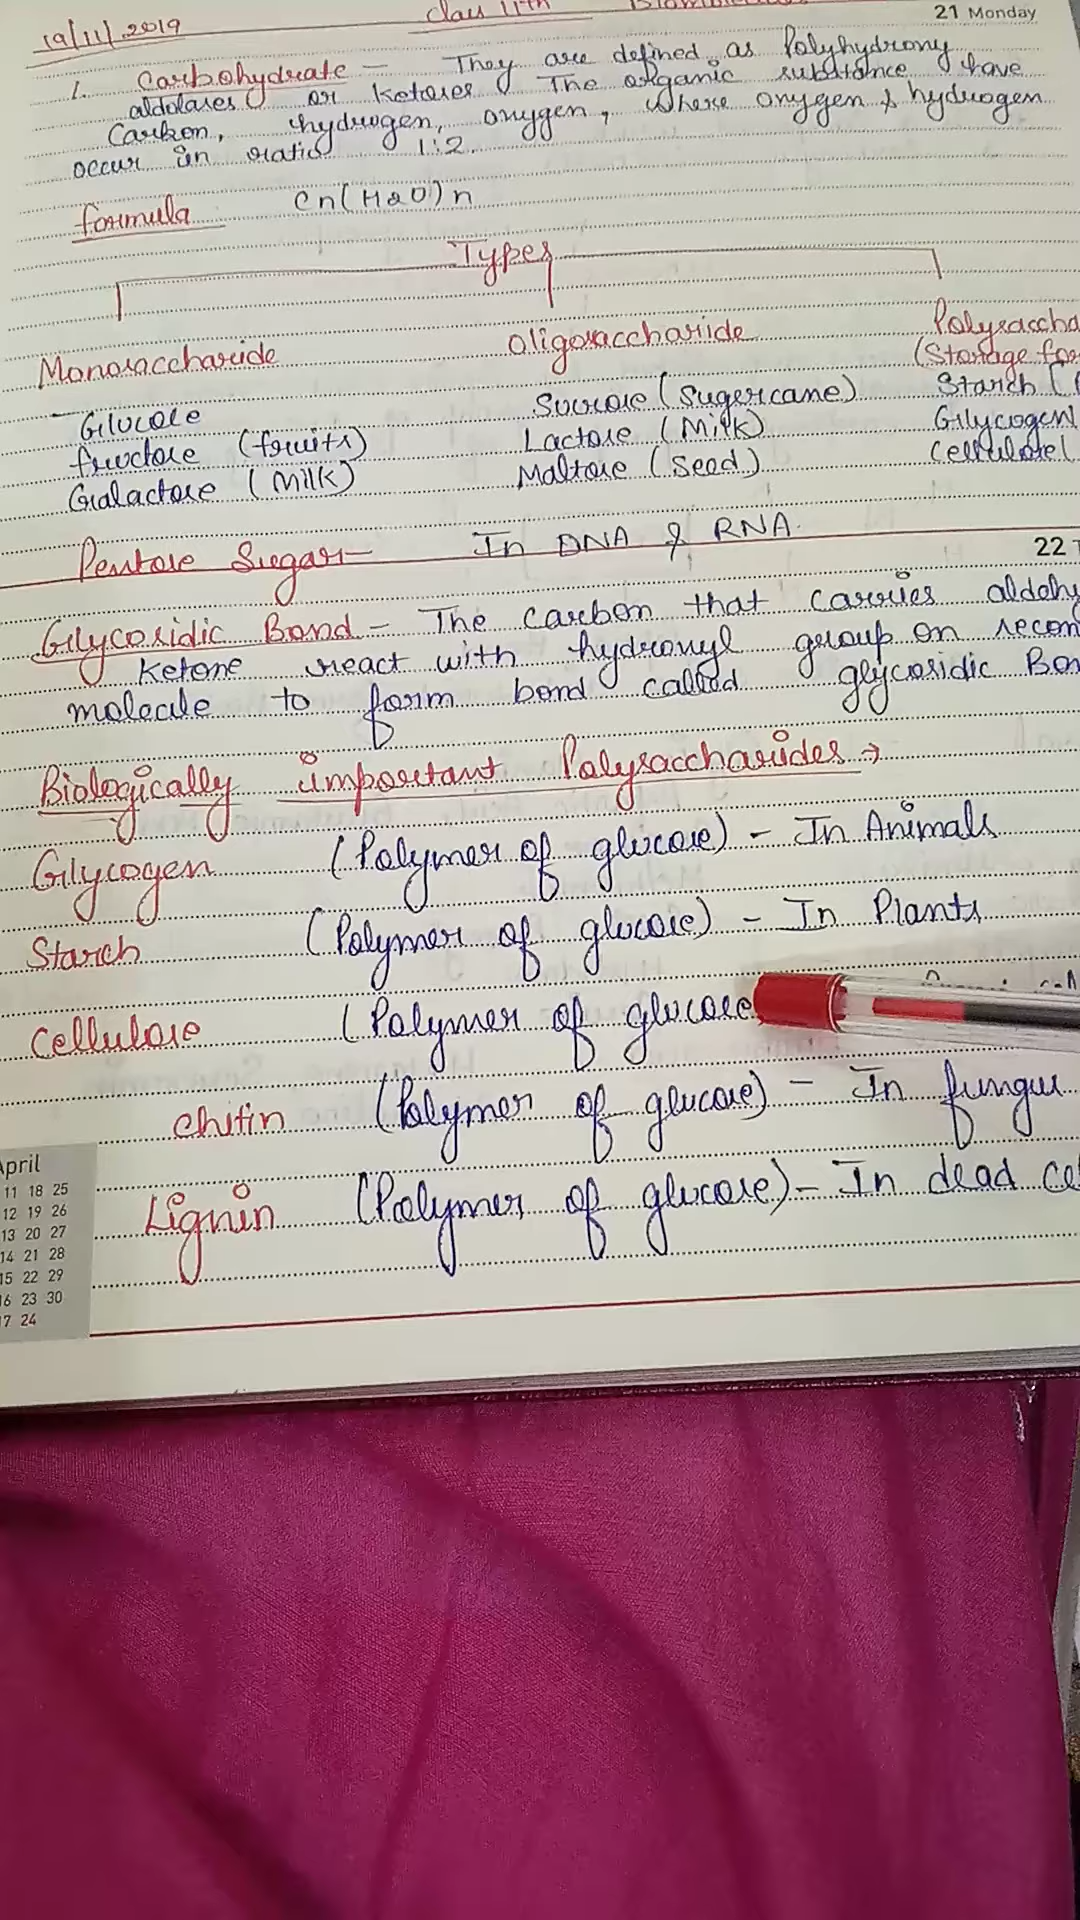 19/11/2019 Class 11th
21 Monday
1. Carbohydrate - They are defined as Polyhydroxy
aldolases or Ketoses The organic substance have
Carbon, hydrogen, oxygen, where oxygen & hydrogen
occur in ratio 1:2.
formula Cn(H2O)n
Types
Monosaccharide Oligosaccharide Polysaccha
(Storage for
Glucose Sucrose (Sugercane) Starch (
fructose (fruits) Lactose (Milk) Glycogen
Galactose (Milk) Maltose (Seed) Cellulose (
Pentose Sugar - In DNA & RNA.
22 T
Glycosidic Bond - The carbon that carries aldehy
Ketone react with hydroxyl group on secon
molecule to form bond called glycosidic Bon
Biologically important Polysaccharides →
Glycogen (Polymer of glucose) - In Animals
Starch (Polymer of glucose) - In Plants
Cellulose (Polymer of glucose
Chitin (Polymer of glucose) - In fungus
Lignin (Polymer of glucose) - In dead ce
April
11 18 25
12 19 26
13 20 27
14 21 28
15 22 29
16 23 30
17 24